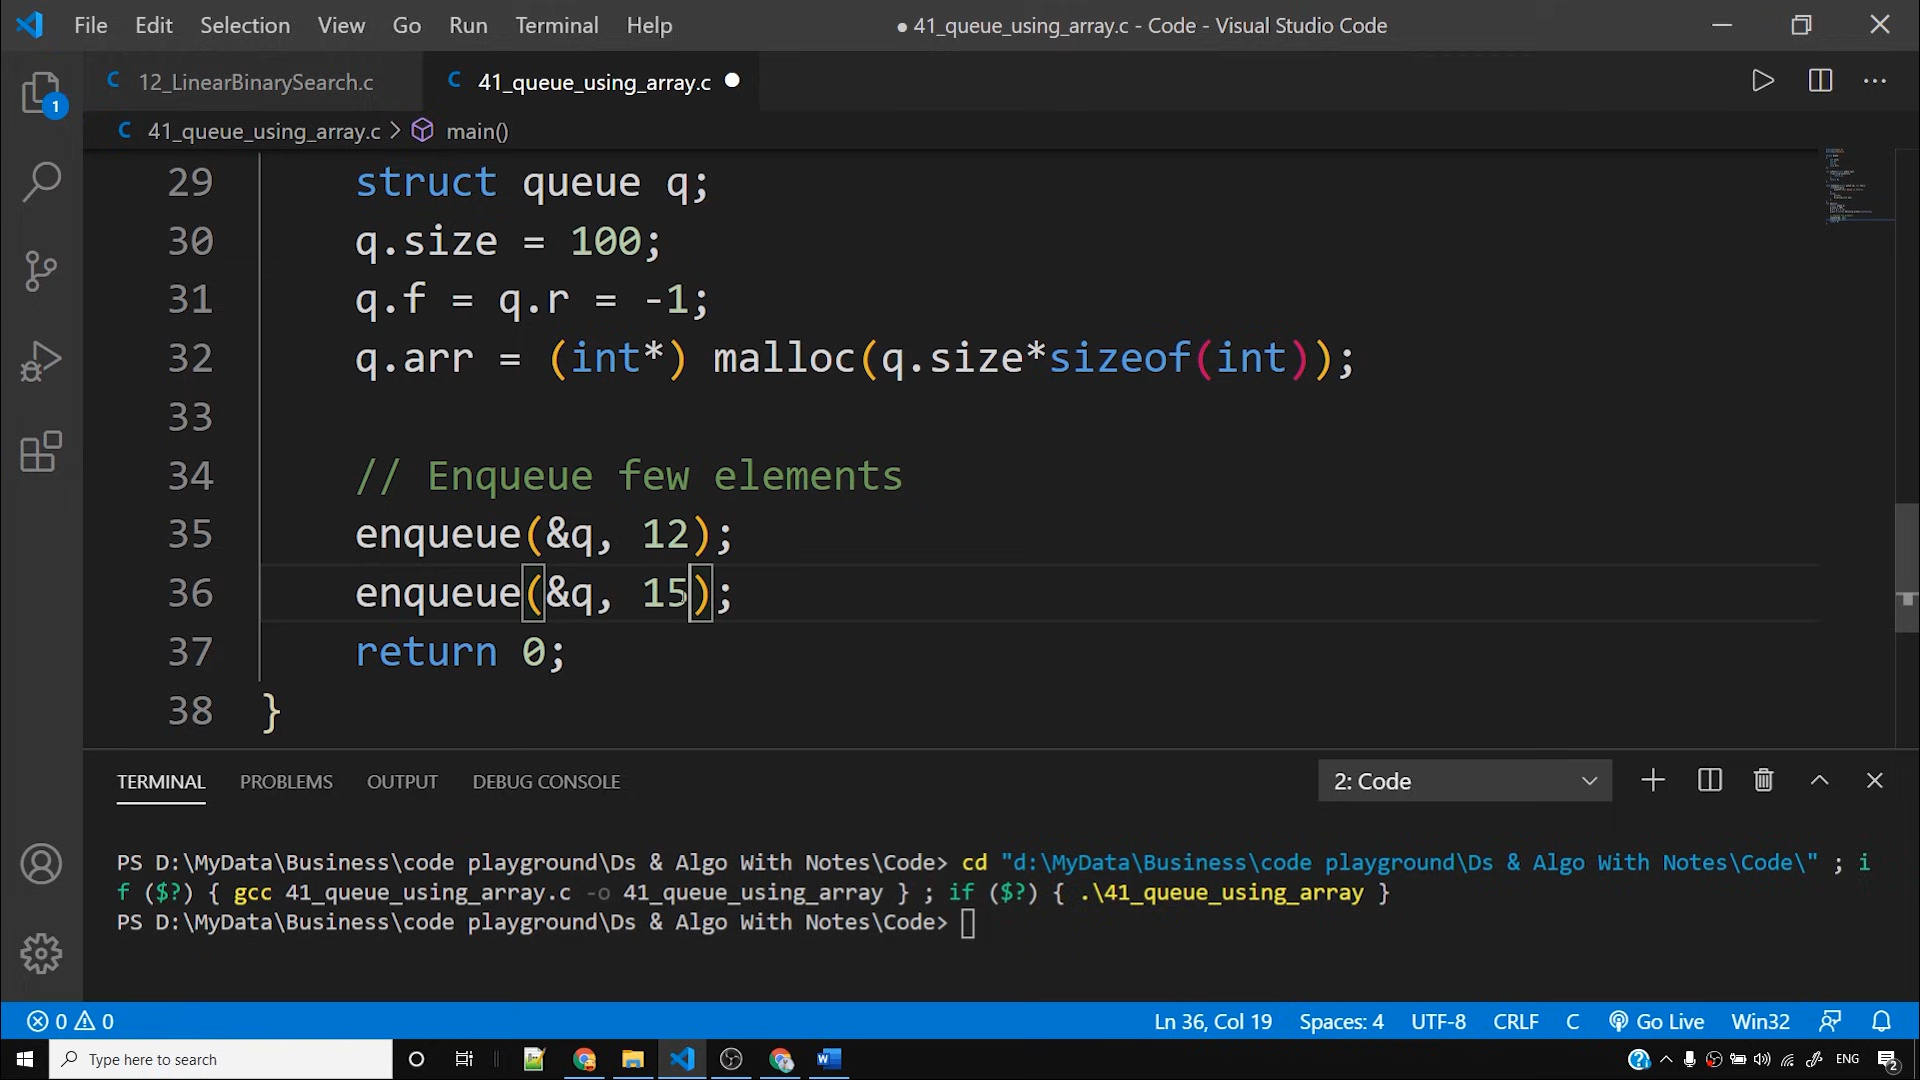 File Edit Selection View Go Run Terminal Help ● 41_queue_using_array.c - Code - Visual Studio Code
C 12_LinearBinarySearch.c C 41_queue_using_array.c ●
1
C 41_queue_using_array.c > main()
29 struct queue q;
30 q.size = 100;
31 q.f = q.r = -1;
32 q.arr = (int*) malloc(q.size*sizeof(int));
33
34 // Enqueue few elements
35 enqueue(&q, 12);
36 enqueue(&q, 15);
37 return 0;
38 }
TERMINAL PROBLEMS OUTPUT DEBUG CONSOLE 2: Code
PS D:\MyData\Business\code playground\Ds & Algo With Notes\Code> cd "d:\MyData\Business\code playground\Ds & Algo With Notes\Code\" ; i
f ($?) { gcc 41_queue_using_array.c -o 41_queue_using_array } ; if ($?) { .\41_queue_using_array }
PS D:\MyData\Business\code playground\Ds & Algo With Notes\Code>
0 0 Ln 36, Col 19 Spaces: 4 UTF-8 CRLF C Go Live Win32
Type here to search ENG 2